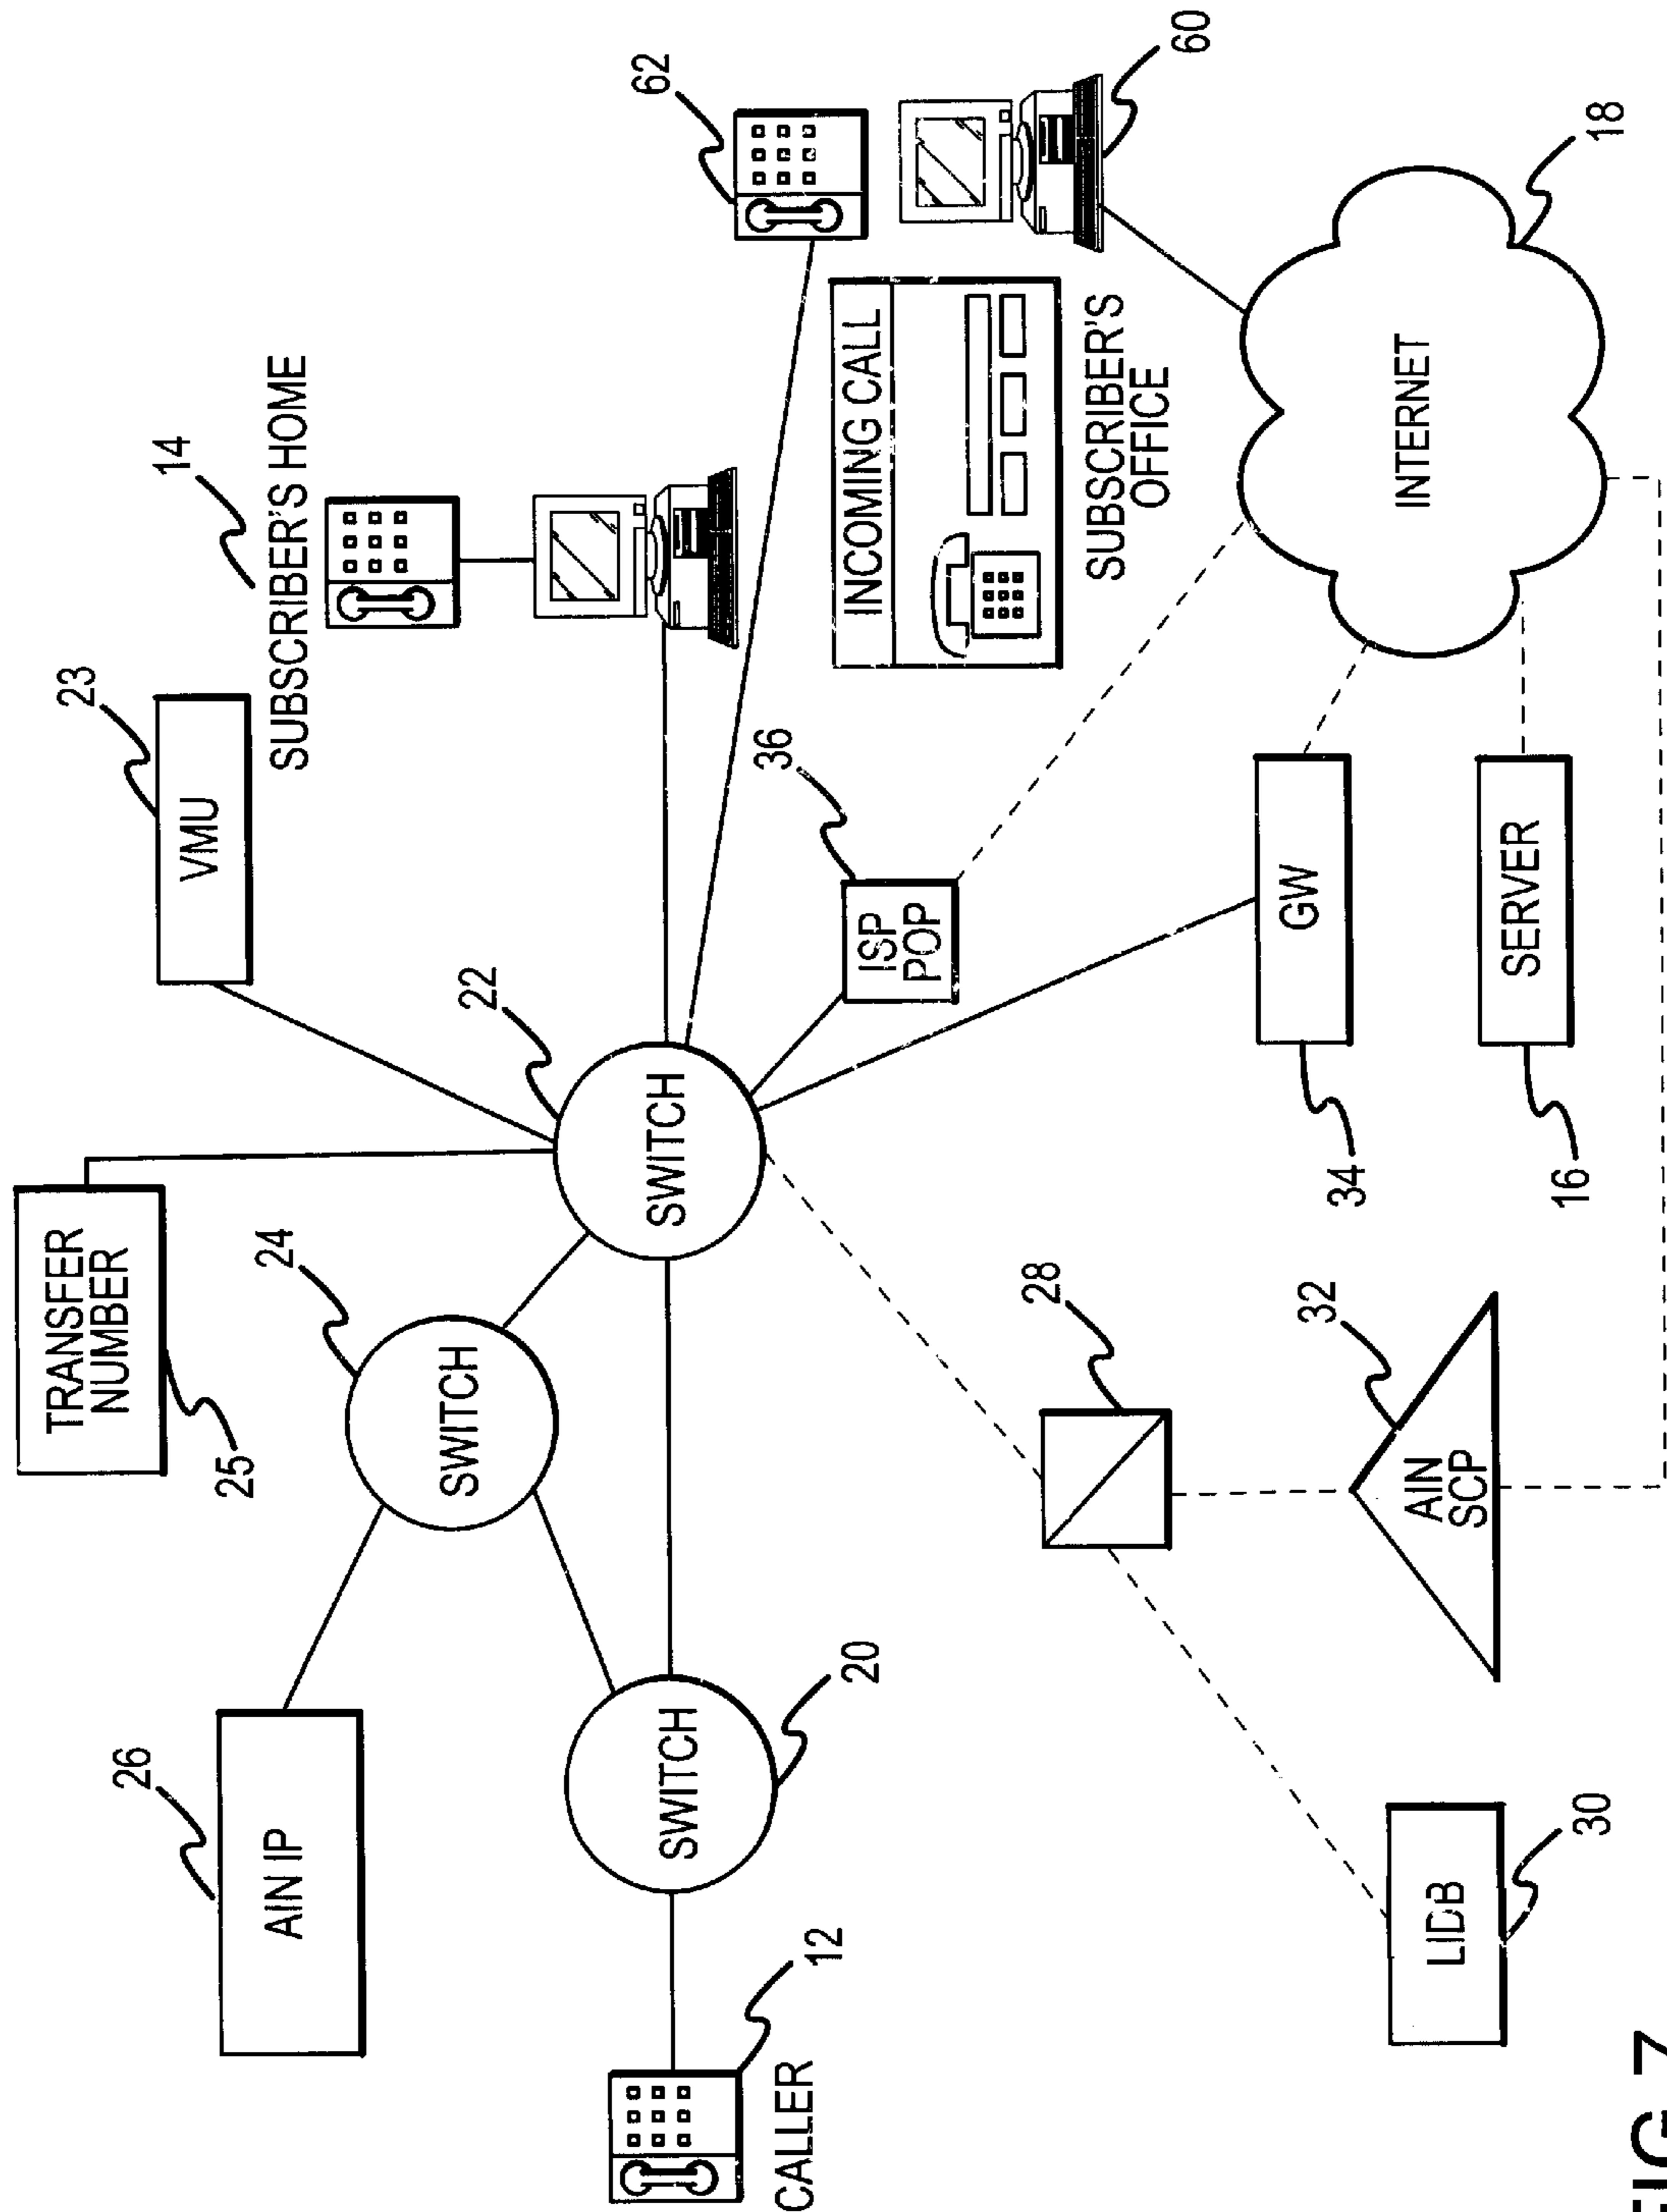 TRANSFER
NUMBER
25
23
VMU
14
SUBSCRIBER'S HOME
26
AIN IP
24
SWITCH
22
SWITCH
62
12
CALLER
20
SWITCH
36
ISP
POP
INCOMING CALL
SUBSCRIBER'S
OFFICE
60
28
34
GW
INTERNET
18
30
LIDB
32
AIN
SCP
16
SERVER
FIG. 7